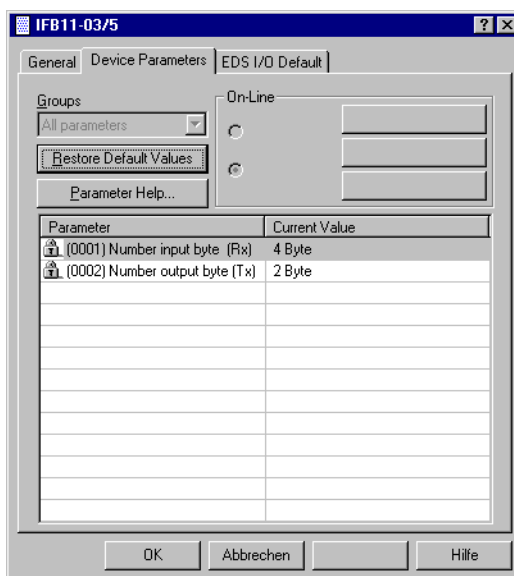 IFB11-03/5
General Device Parameters EDS I/O Default
Groups
On-Line
All parameters
Restore Default Values
Parameter Help...
Parameter Current Value
(0001) Number input byte (Rx) 4 Byte
(0002) Number output byte (Tx) 2 Byte
OK Abbrechen Hilfe